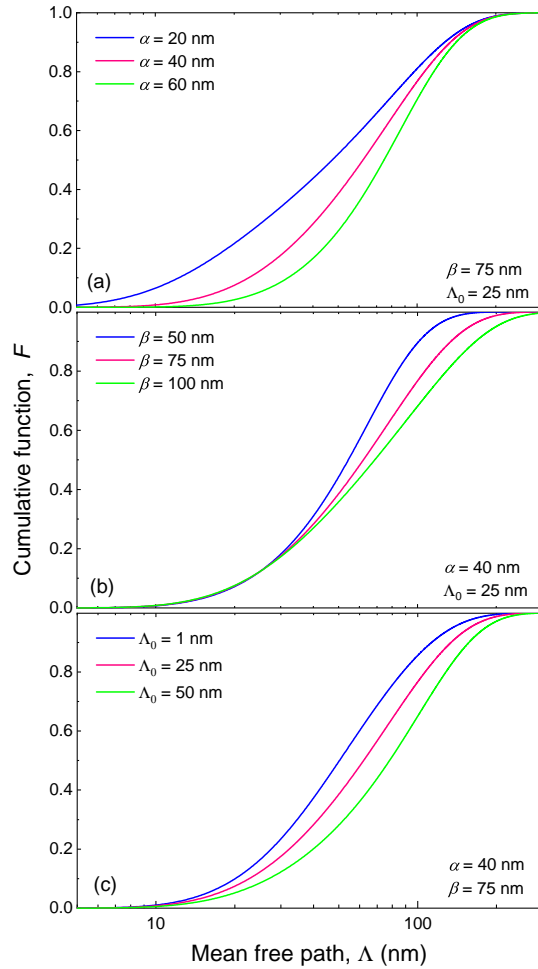 1.0
α = 20 nm
α = 40 nm
α = 60 nm
0.8
0.6
0.4
0.2
(a)
β = 75 nm
Λ0 = 25 nm
0.0
β = 50 nm
β = 75 nm
β = 100 nm
0.8
0.6
0.4
0.2
(b)
α = 40 nm
Λ0 = 25 nm
0.0
Λ0 = 1 nm
Λ0 = 25 nm
Λ0 = 50 nm
0.8
0.6
0.4
0.2
(c)
α = 40 nm
β = 75 nm
0.0
10
100
Cumulative function, F
Mean free path, Λ (nm)